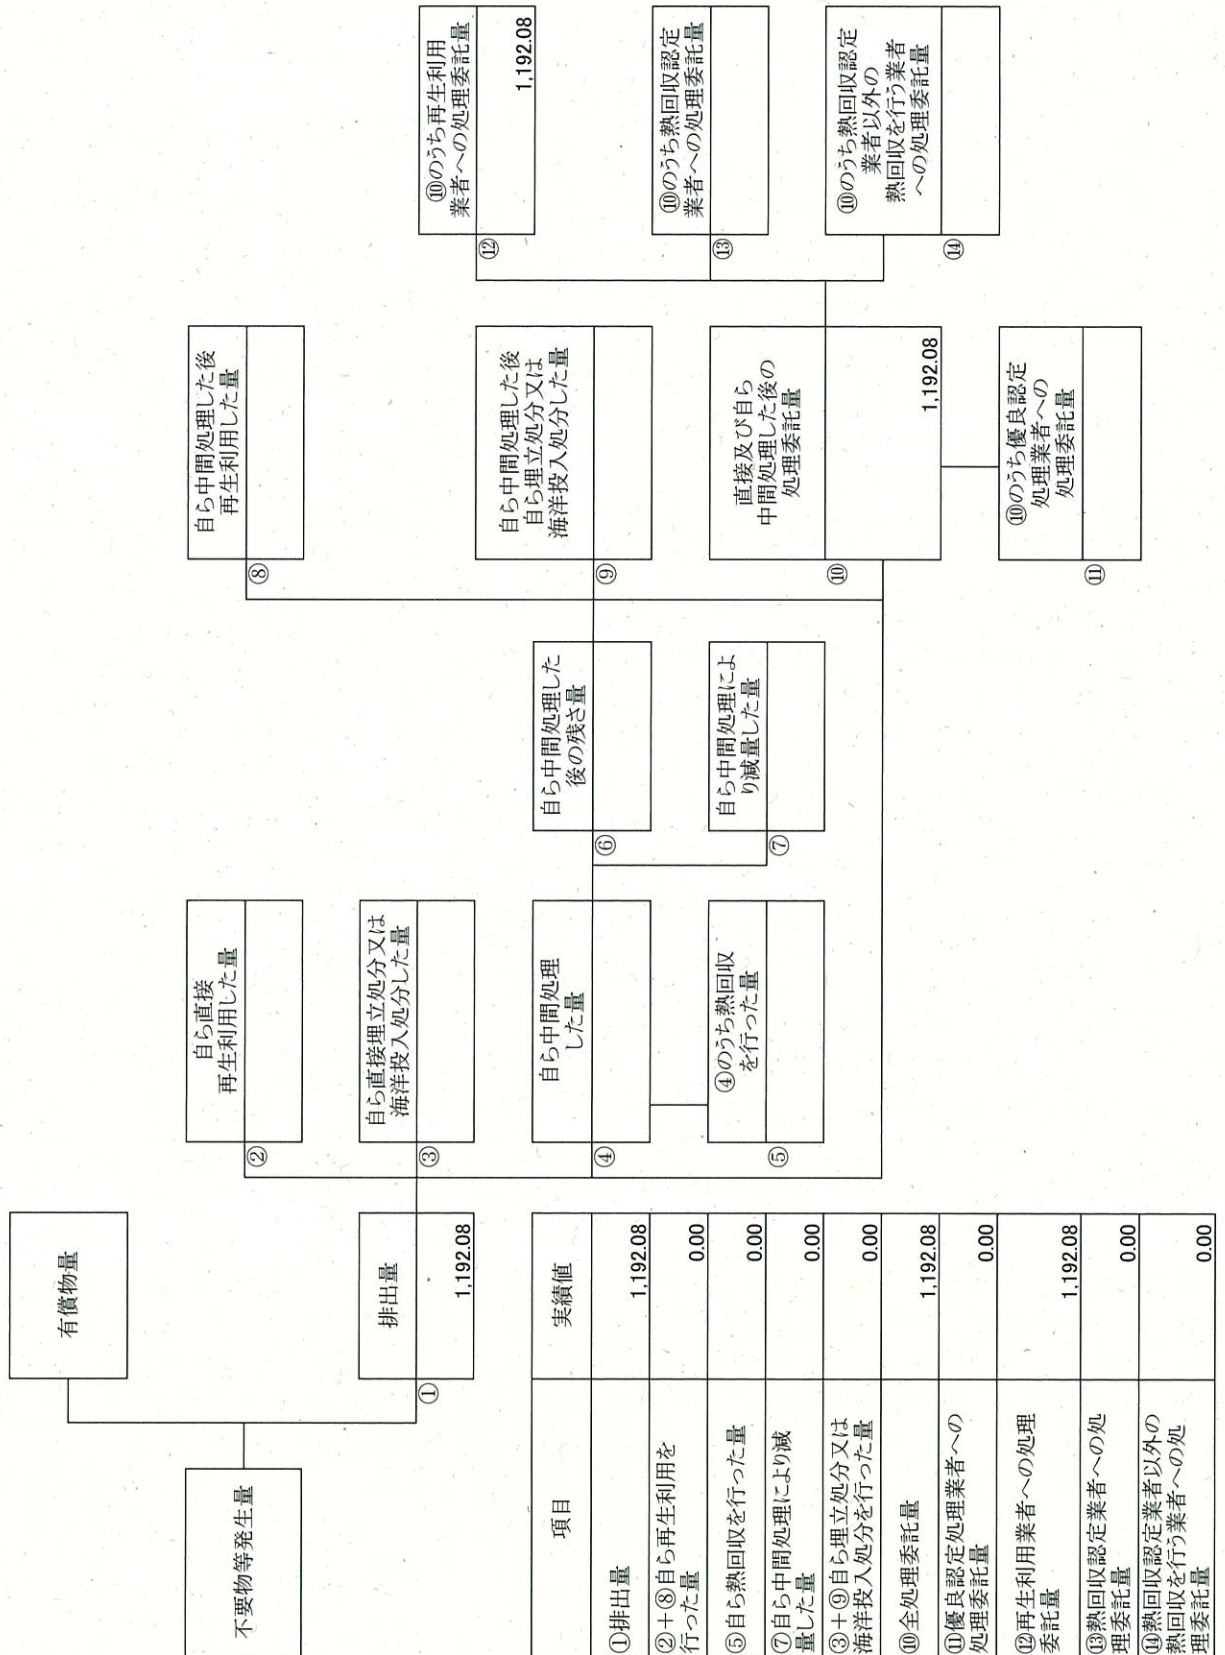 不要物等発生量
有償物量
①
排出量
1,192.08
②
自ら直接
再生利用した量
③
自ら直接埋立処分又は
海洋投入処分した量
④
自ら中間処理
した量
⑤
④のうち熱回収
を行った量
⑥
自ら中間処理した
後の残さ量
⑦
自ら中間処理によ
り減量した量
⑧
自ら中間処理した後
再生利用した量
⑨
自ら中間処理した後
自ら埋立処分又は
海洋投入処分した量
⑩
直接及び自ら
中間処理した後の
処理委託量
1,192.08
⑪
⑩のうち優良認定
処理業者への
処理委託量
⑫
⑩のうち再生利用
業者への処理委託量
1,192.08
⑬
⑩のうち熱回収認定
業者への処理委託量
⑭
⑩のうち熱回収認定
業者以外の
熱回収を行う業者
への処理委託量
項目 実績値
①排出量 1,192.08
②+⑧自ら再生利用を
行った量 0.00
⑤自ら熱回収を行った量 0.00
⑦自ら中間処理により減
量した量 0.00
③+⑨自ら埋立処分又は
海洋投入処分を行った量 0.00
⑩全処理委託量 1,192.08
⑪優良認定処理業者への
処理委託量 0.00
⑫再生利用業者への処理
委託量 1,192.08
⑬熱回収認定業者への処
理委託量 0.00
⑭熱回収認定業者以外の
熱回収を行う業者への処
理委託量 0.00